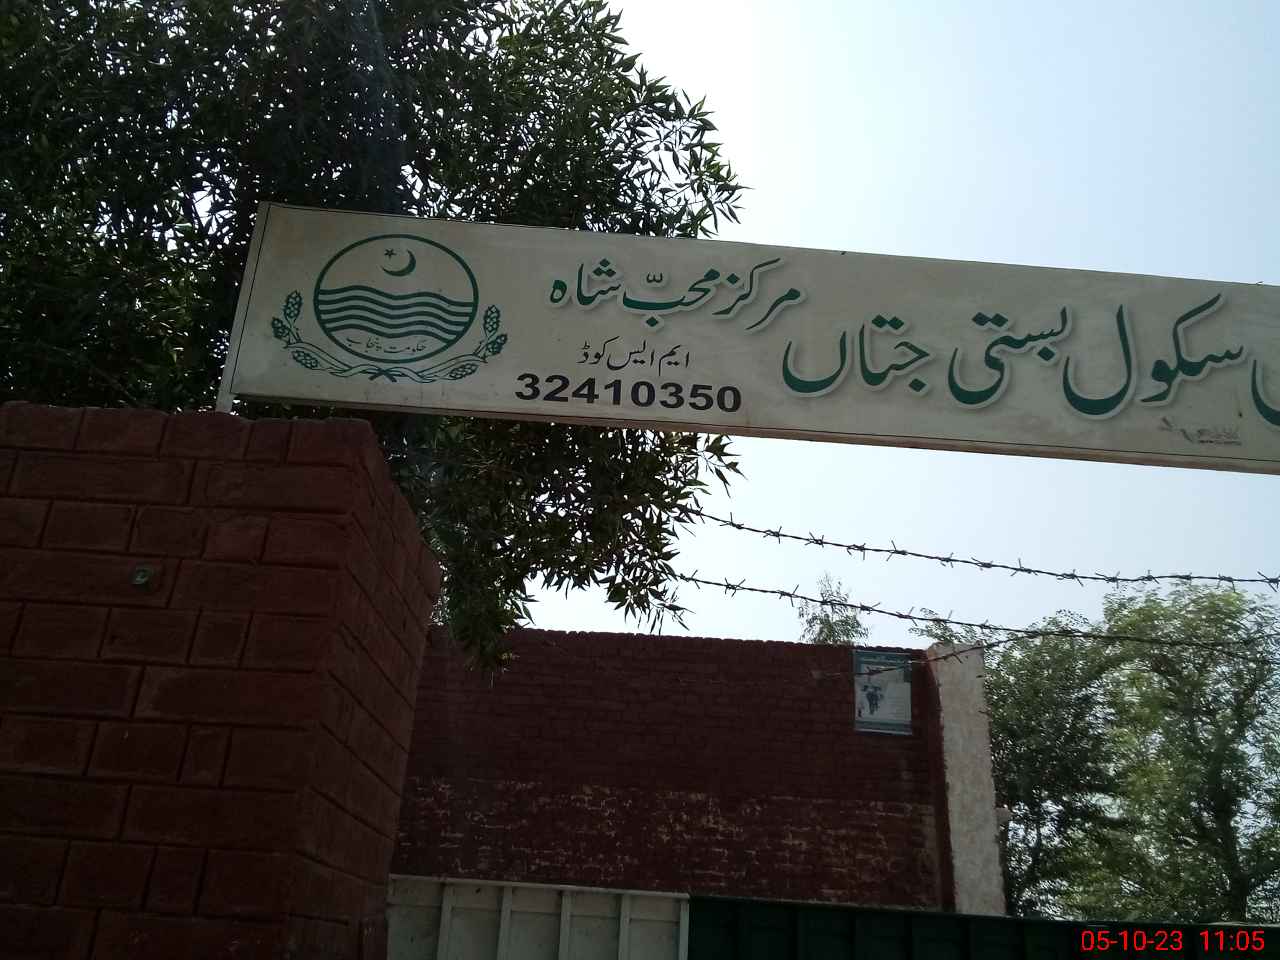 سکول بستی جتاں
مرکز محبّ شاہ
ایم ایس کوڈ
32410350
حکومت پنجاب
05-10-23 11:05